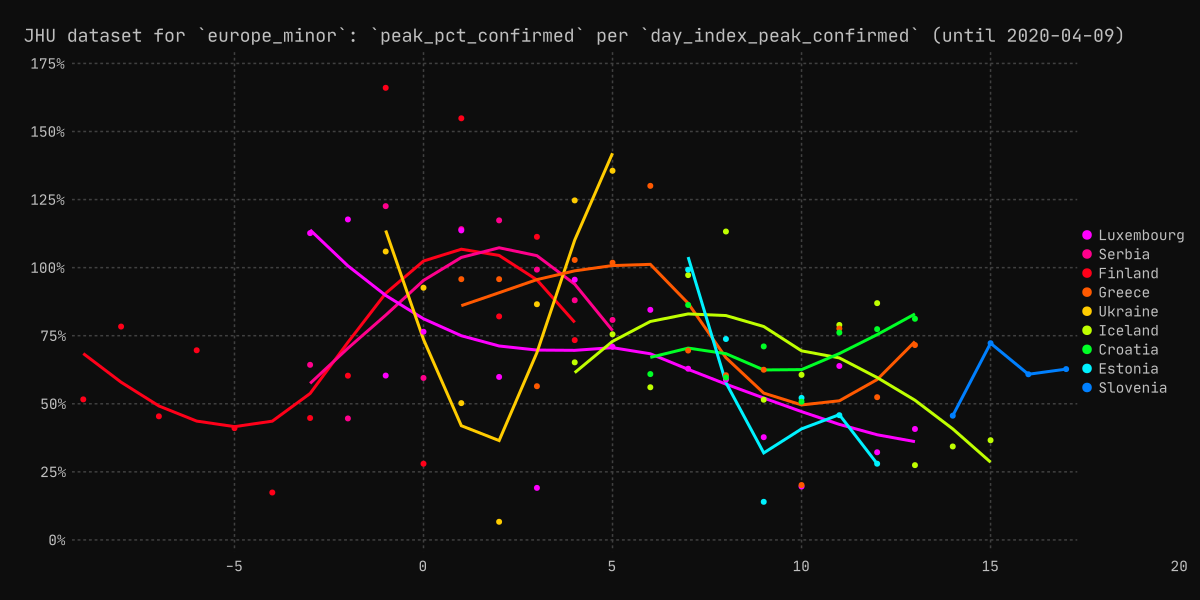 JHU dataset for `europe_minor`: `peak_pct_confirmed` per `day_index_peak_confirmed` (until 2020-04-09)
175%
150%
125%
100%
75%
50%
25%
0%
-5 0 5 10 15 20
Luxembourg
Serbia
Finland
Greece
Ukraine
Iceland
Croatia
Estonia
Slovenia